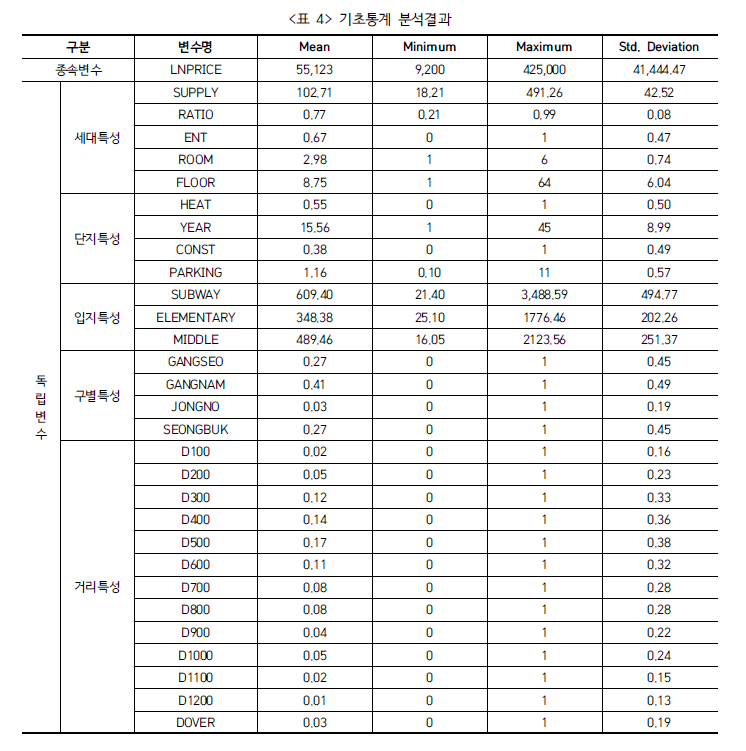 <표 4> 기초통계 분석결과
구분 변수명 Mean Minimum Maximum Std. Deviation
종속변수 LNPRICE 55,123 9,200 425,000 41,444.47
독립변수
세대특성
SUPPLY 102.71 18.21 491.26 42.52
RATIO 0.77 0.21 0.99 0.08
ENT 0.67 0 1 0.47
ROOM 2.98 1 6 0.74
FLOOR 8.75 1 64 6.04
단지특성
HEAT 0.55 0 1 0.50
YEAR 15.56 1 45 8.99
CONST 0.38 0 1 0.49
PARKING 1.16 0.10 11 0.57
입지특성
SUBWAY 609.40 21.40 3,488.59 494.77
ELEMENTARY 348.38 25.10 1776.46 202.26
MIDDLE 489.46 16.05 2123.56 251.37
구별특성
GANGSEO 0.27 0 1 0.45
GANGNAM 0.41 0 1 0.49
JONGNO 0.03 0 1 0.19
SEONGBUK 0.27 0 1 0.45
거리특성
D100 0.02 0 1 0.16
D200 0.05 0 1 0.23
D300 0.12 0 1 0.33
D400 0.14 0 1 0.36
D500 0.17 0 1 0.38
D600 0.11 0 1 0.32
D700 0.08 0 1 0.28
D800 0.08 0 1 0.28
D900 0.04 0 1 0.22
D1000 0.05 0 1 0.24
D1100 0.02 0 1 0.15
D1200 0.01 0 1 0.13
DOVER 0.03 0 1 0.19